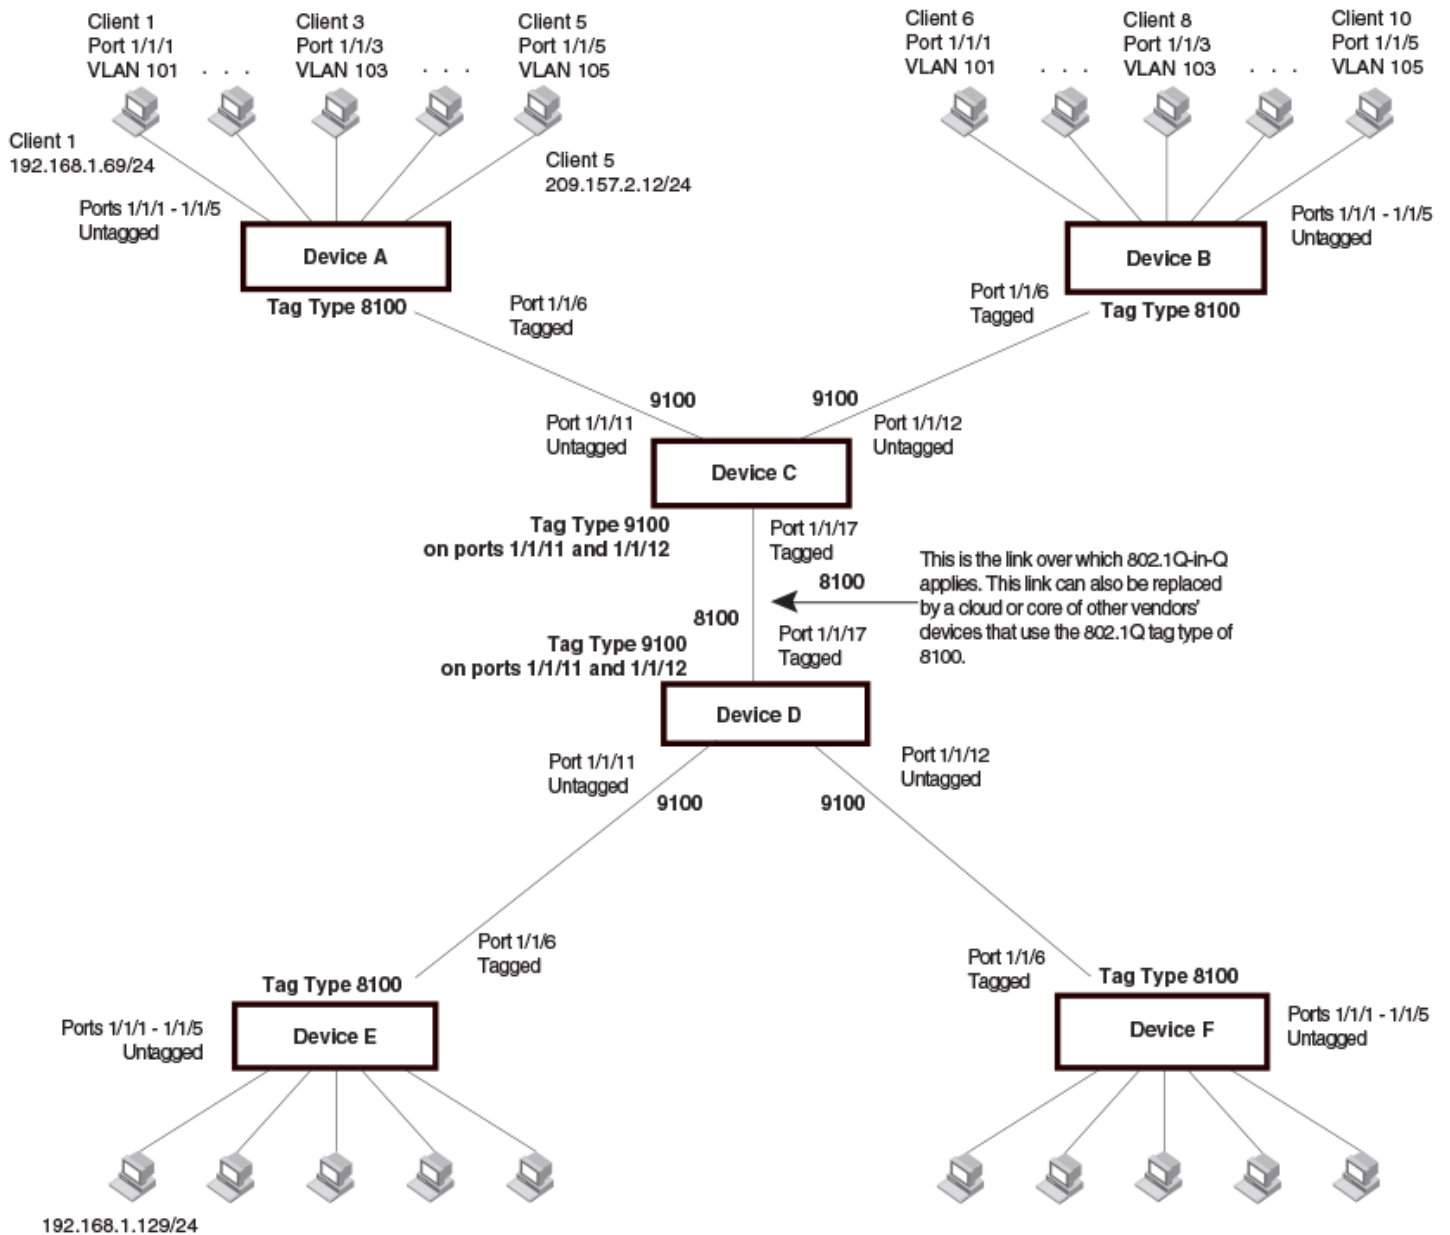 Client 1
Port 1/1/1
VLAN 101
. . .
Client 3
Port 1/1/3
VLAN 103
. . .
Client 5
Port 1/1/5
VLAN 105
Client 6
Port 1/1/1
VLAN 101
. . .
Client 8
Port 1/1/3
VLAN 103
. . .
Client 10
Port 1/1/5
VLAN 105
Client 1
192.168.1.69/24
Client 5
209.157.2.12/24
Ports 1/1/1 - 1/1/5
Untagged
Device A
Tag Type 8100
Port 1/1/6
Tagged
Ports 1/1/1 - 1/1/5
Untagged
Device B
Tag Type 8100
Port 1/1/6
Tagged
9100
9100
Port 1/1/11
Untagged
Port 1/1/12
Untagged
Device C
Tag Type 9100
on ports 1/1/11 and 1/1/12
Port 1/1/17
Tagged
8100
This is the link over which 802.1Q-in-Q
applies. This link can also be replaced
by a cloud or core of other vendors'
devices that use the 802.1Q tag type of
8100.
8100
Port 1/1/17
Tagged
Tag Type 9100
on ports 1/1/11 and 1/1/12
Device D
Port 1/1/11
Untagged
Port 1/1/12
Untagged
9100
9100
Port 1/1/6
Tagged
Tag Type 8100
Ports 1/1/1 - 1/1/5
Untagged
Device E
Port 1/1/6
Tagged
Tag Type 8100
Device F
Ports 1/1/1 - 1/1/5
Untagged
192.168.1.129/24